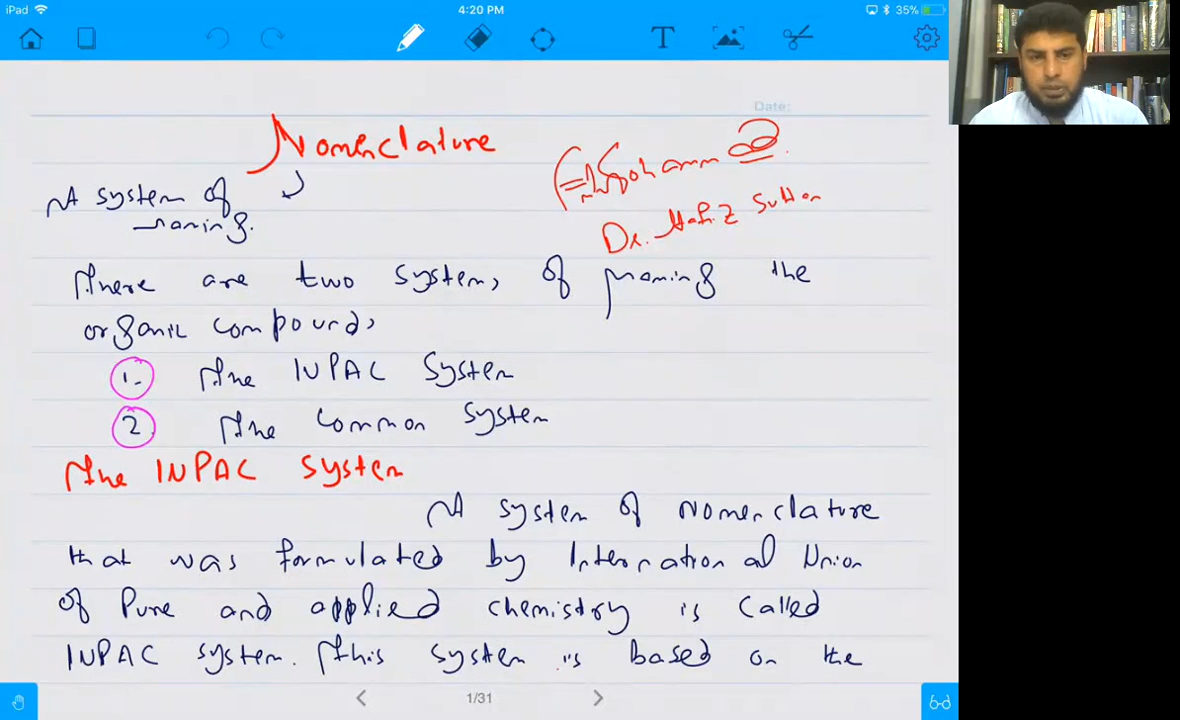 iPad
4:20 PM
35%
T
Date:
Nomenclature
A system of
naming.
Mohammad
Dr. Hafiz Sultan
There are two systems of naming the
organic compounds
1. The IUPAC System
2. The Common System
The IUPAC System
A system of Nomenclature
that was formulated by International Union
of Pure and applied chemistry is called
IUPAC system. This system is based on the
1/31